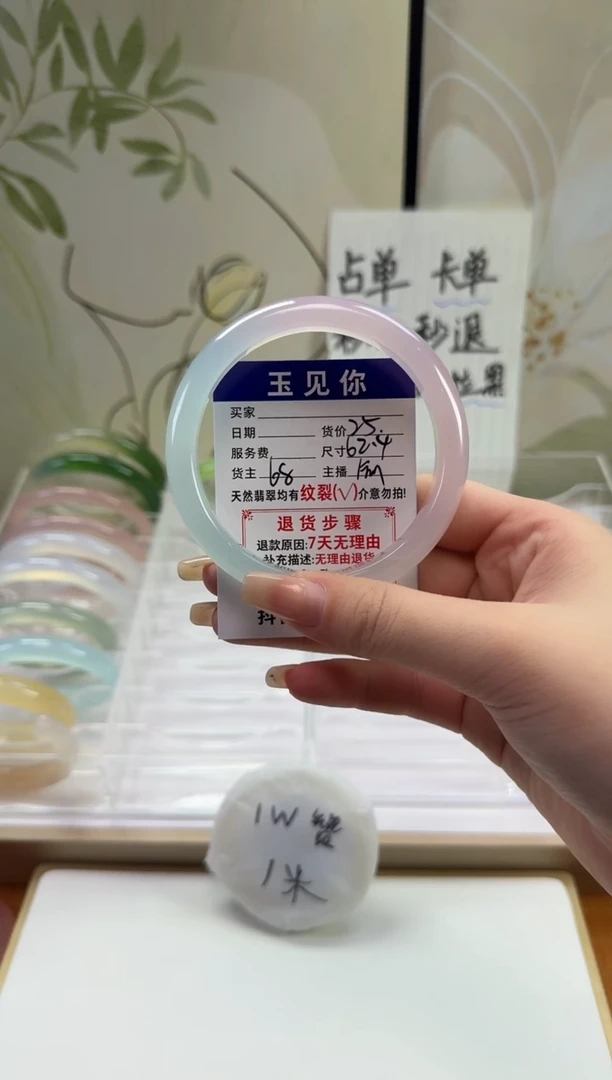 占单 卡单
秒退
玉见你
买家
日期 货价 25.
服务费 尺寸 62.4
货主 68 主播
天然翡翠均有纹裂(√)介意勿拍!
退货步骤
退款原因:7天无理由
补充描述:无理由退货
1W赞
1米